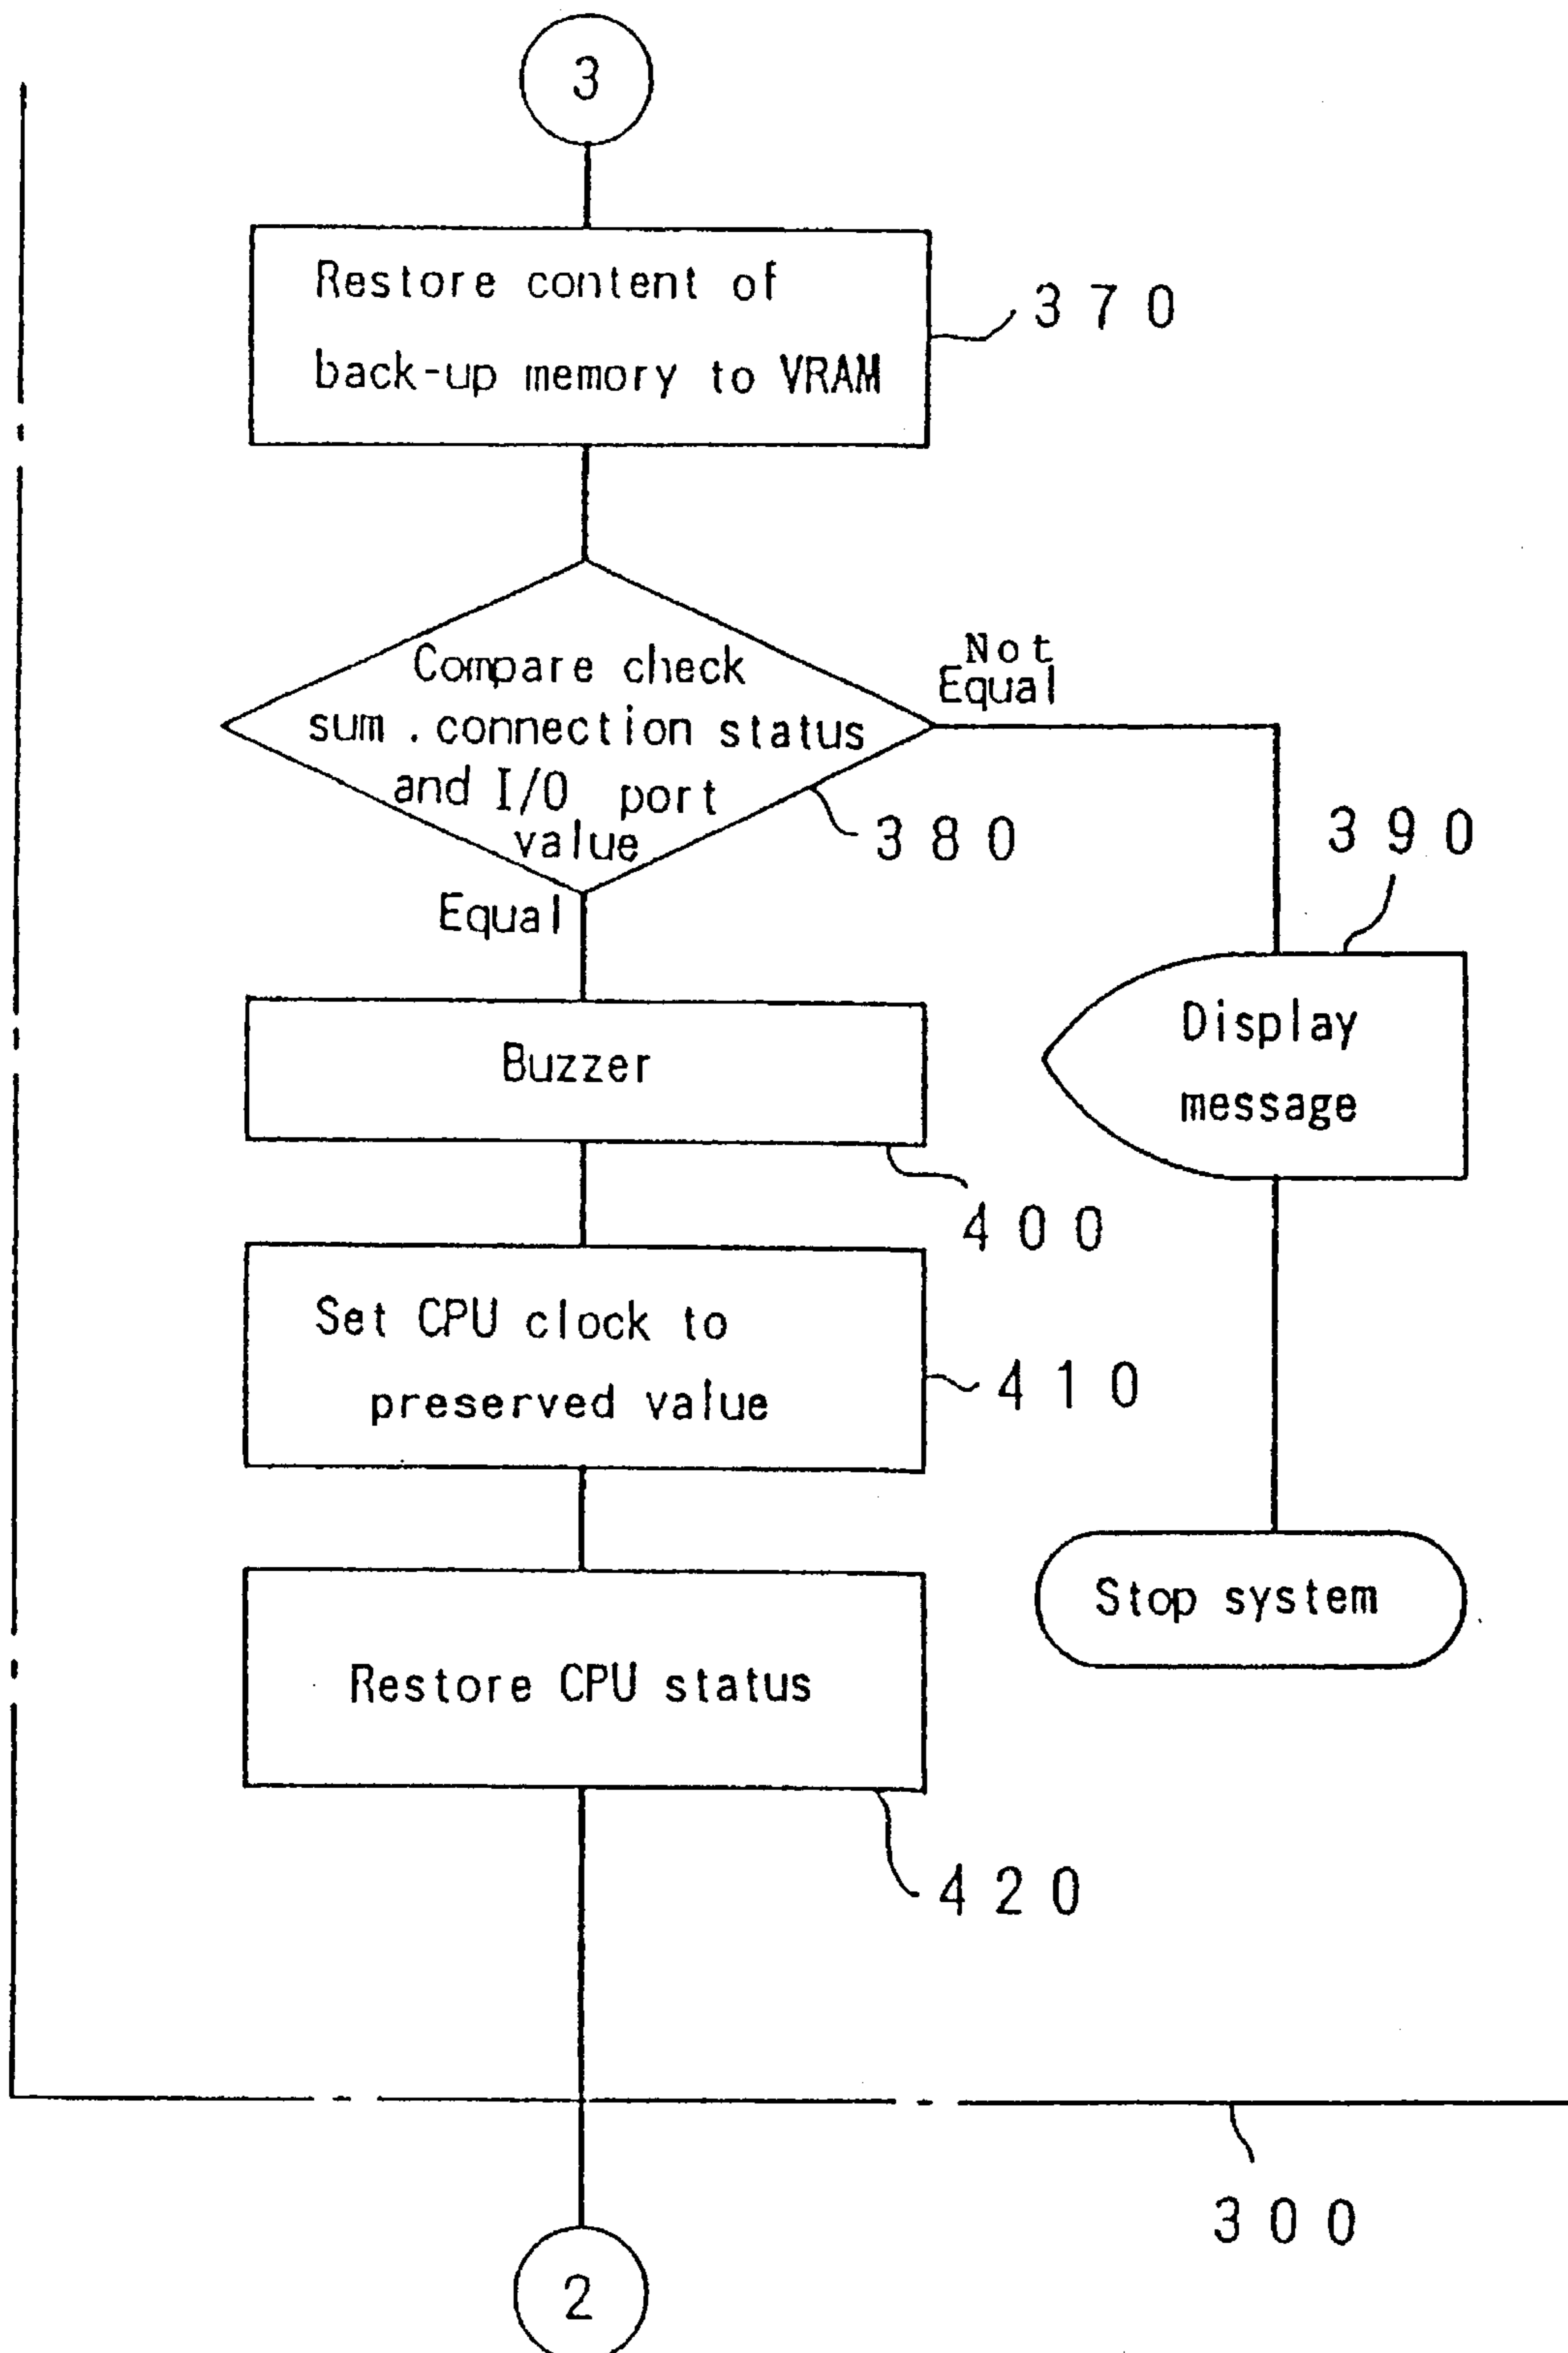 3
Restore content of
back-up memory to VRAM
370
Compare check
sum . connection status
and I/O port
value
380
Not
Equal
Equal
390
Display
message
Buzzer
400
Set CPU clock to
preserved value
410
Stop system
Restore CPU status
420
300
2